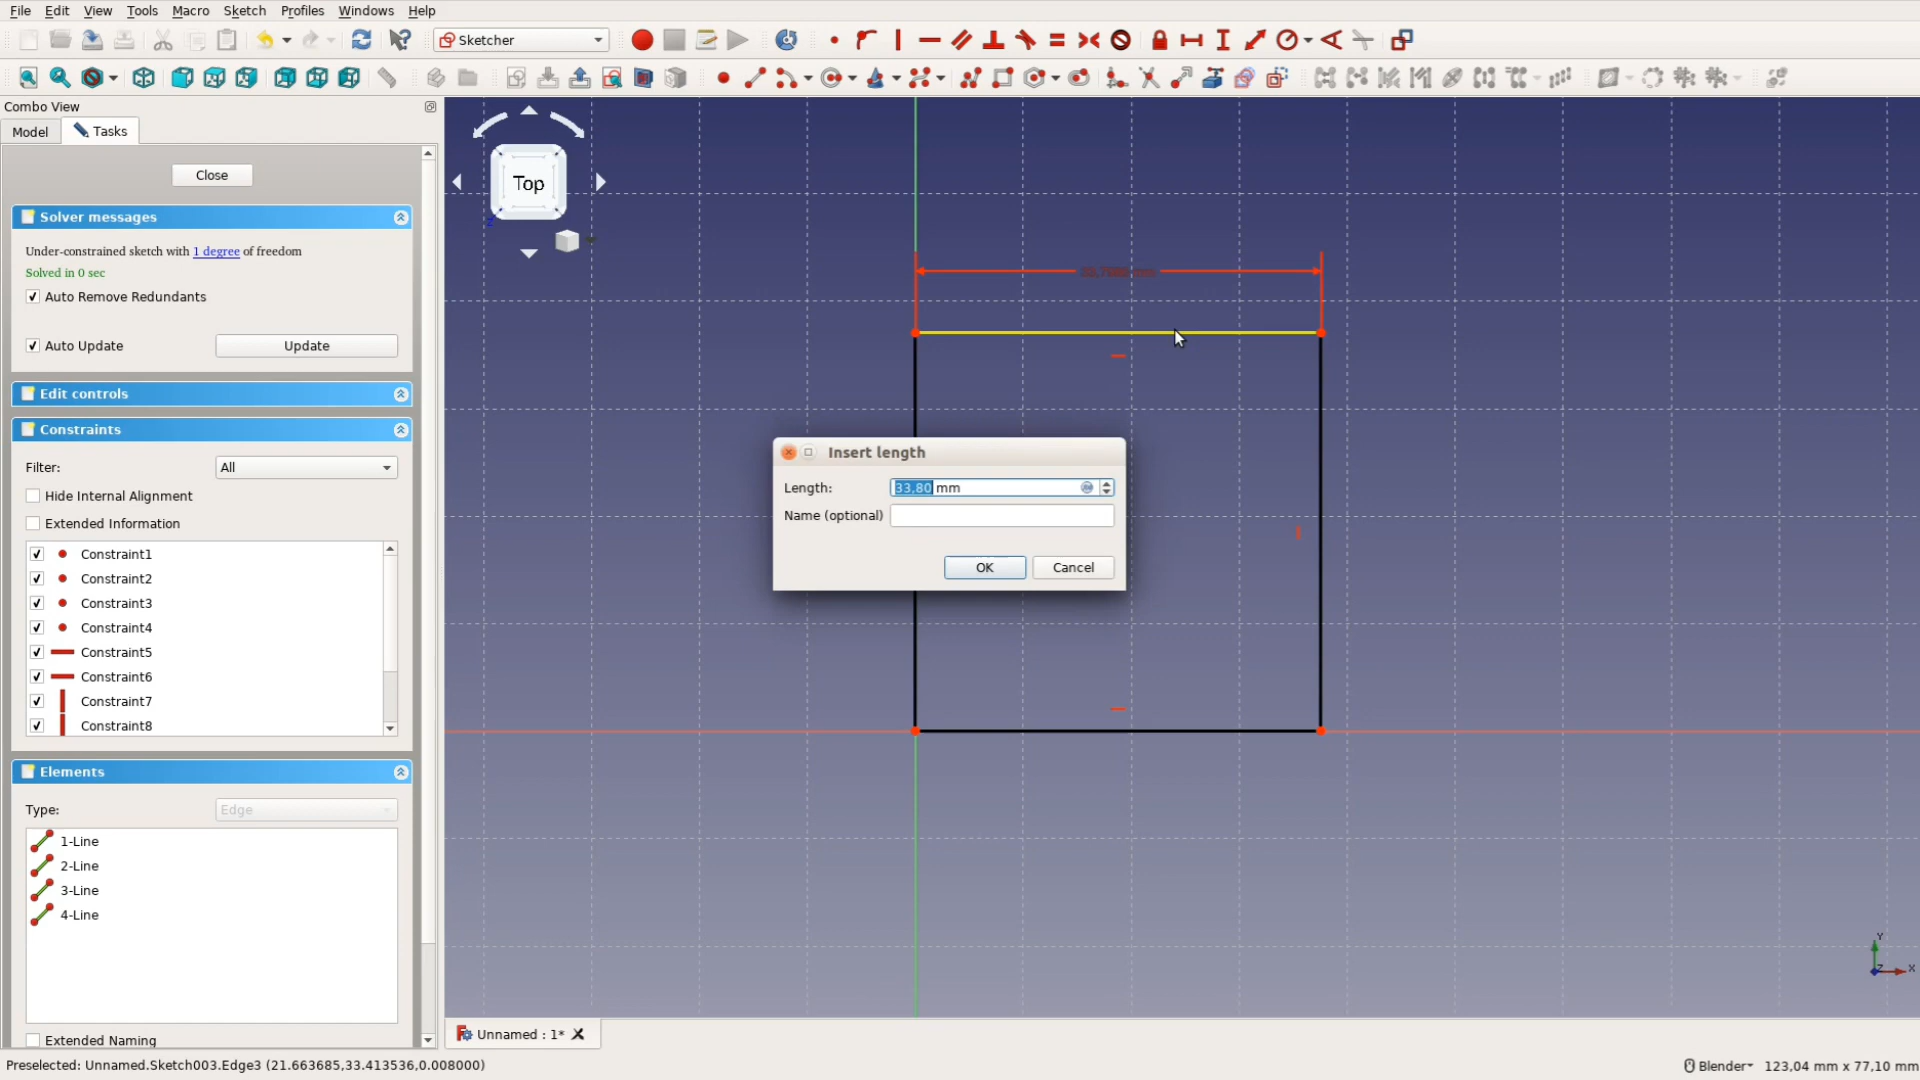 File Edit View Tools Macro Sketch Profiles Windows Help
Sketcher
Combo View
Model Tasks
Close
Solver messages
Under-constrained sketch with 1 degree of freedom
Solved in 0 sec
Auto Remove Redundants
Auto Update Update
Edit controls
Constraints
Filter: All
Hide Internal Alignment
Extended Information
Constraint1
Constraint2
Constraint3
Constraint4
Constraint5
Constraint6
Constraint7
Constraint8
Elements
Type: Edge
1-Line
2-Line
3-Line
4-Line
Extended Naming
Top
Z
Insert length
Length: 33,80 mm
Name (optional)
OK Cancel
Y
Z X
Unnamed : 1*
Preselected: Unnamed.Sketch003.Edge3 (21.663685,33.413536,0.008000)
Blender 123,04 mm x 77,10 mm